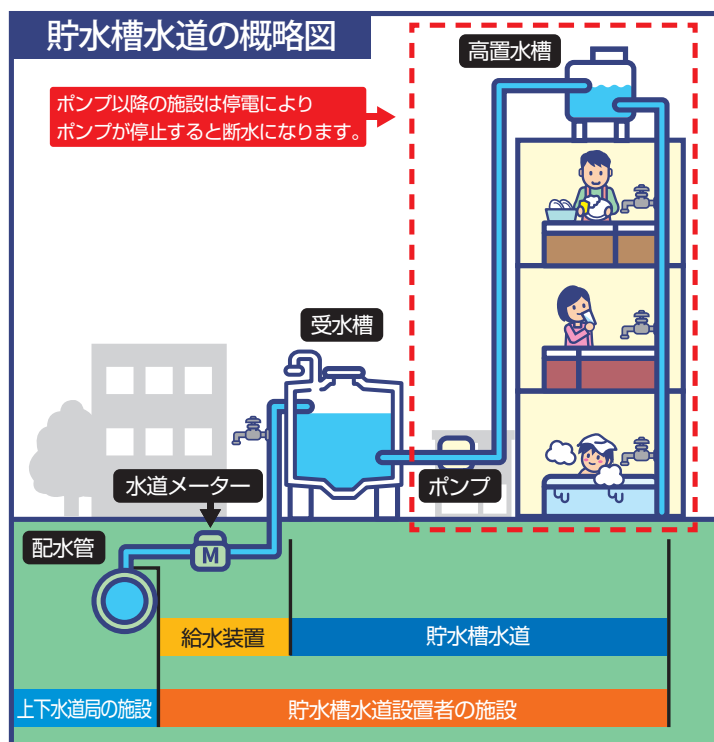 貯水槽水道の概略図
高置水槽
ポンプ以降の施設は停電により
ポンプが停止すると断水になります。
受水槽
水道メーター
ポンプ
配水管
M
給水装置
貯水槽水道
上下水道局の施設
貯水槽水道設置者の施設